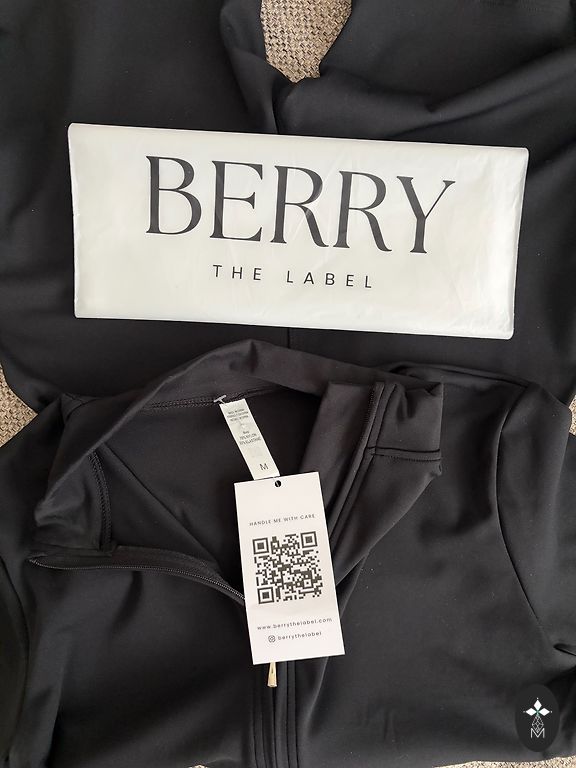 BERRY
THE LABEL
M
HANDLE ME WITH CARE
www.berrythelabel.com
berrythelabel
M